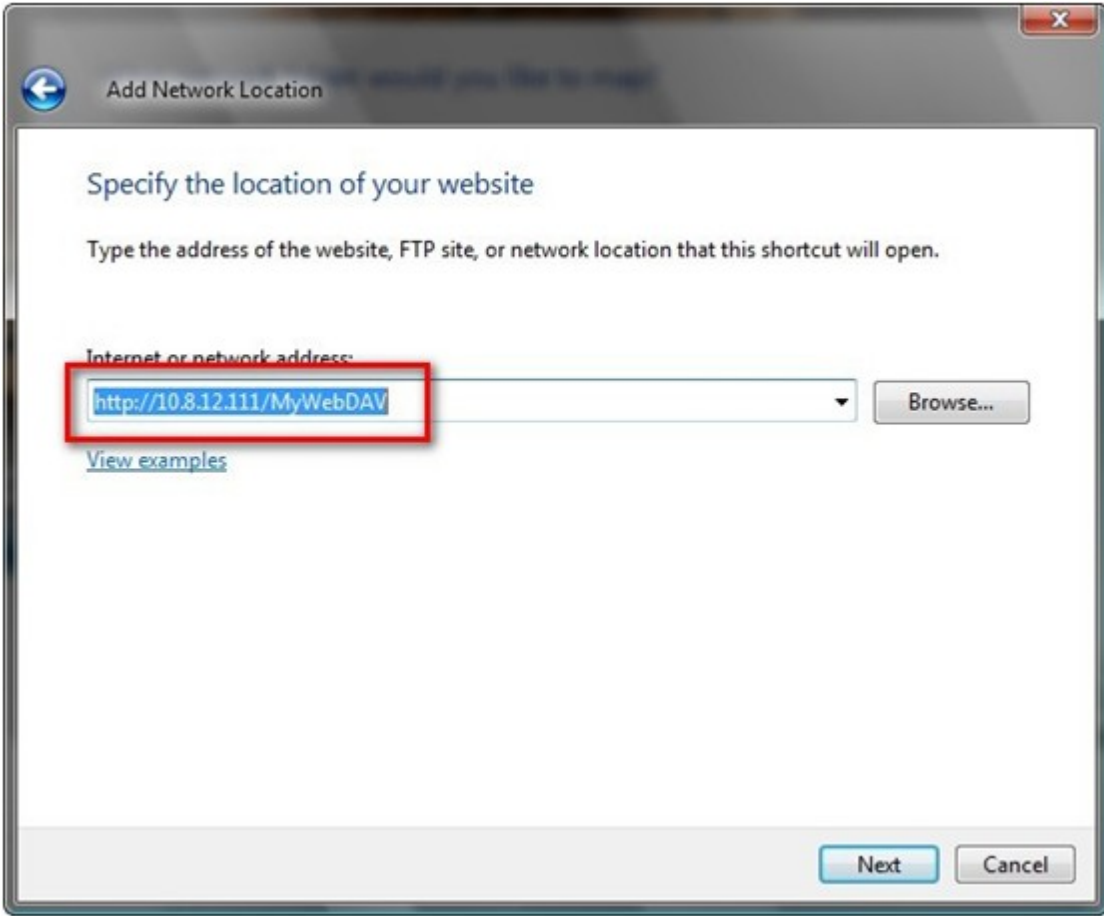 Add Network Location
Specify the location of your website
Type the address of the website, FTP site, or network location that this shortcut will open.
Internet or network address:
http://10.8.12.111/MyWebDAV
Browse...
View examples
Next
Cancel